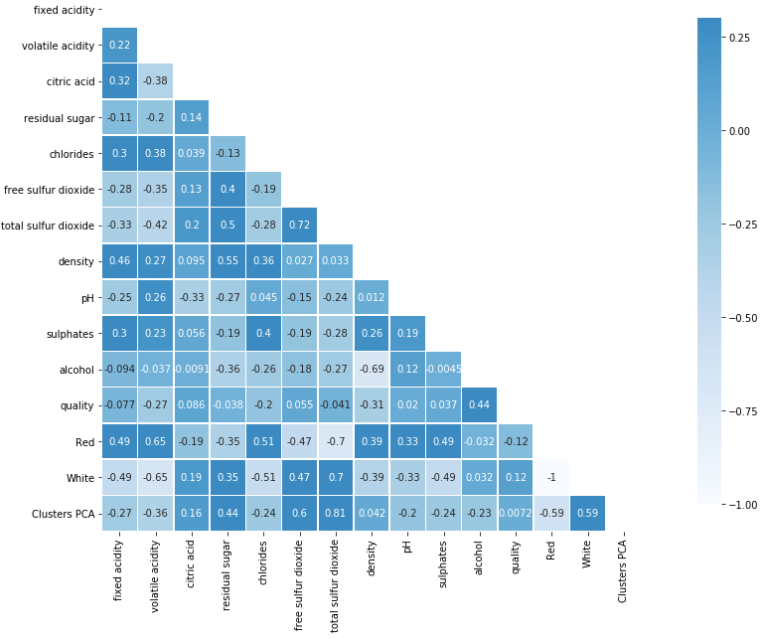 fixed acidity
volatile acidity 0.22
citric acid 0.32 -0.38
residual sugar -0.11 -0.2 0.14
chlorides 0.3 0.38 0.039 -0.13
free sulfur dioxide -0.28 -0.35 0.13 0.4 -0.19
total sulfur dioxide -0.33 -0.42 0.2 0.5 -0.28 0.72
density 0.46 0.27 0.095 0.55 0.36 0.027 0.033
pH -0.25 0.26 -0.33 -0.27 0.045 -0.15 -0.24 0.012
sulphates 0.3 0.23 0.056 -0.19 0.4 -0.19 -0.28 0.26 0.19
alcohol -0.094 -0.037 -0.0091 -0.36 -0.26 -0.18 -0.27 -0.69 0.12 -0.0045
quality -0.077 -0.27 0.086 -0.038 -0.2 0.055 -0.041 -0.31 0.02 0.037 0.44
Red 0.49 0.65 -0.19 -0.35 0.51 -0.47 -0.7 0.39 0.33 0.49 -0.032 -0.12
White -0.49 -0.65 0.19 0.35 -0.51 0.47 0.7 -0.39 -0.33 -0.49 0.032 0.12 -1
Clusters PCA -0.27 -0.36 0.16 0.44 -0.24 0.6 0.81 0.042 -0.2 -0.24 -0.23 0.0072 -0.59 0.59
fixed acidity
volatile acidity
citric acid
residual sugar
chlorides
free sulfur dioxide
total sulfur dioxide
density
pH
sulphates
alcohol
quality
Red
White
Clusters PCA
0.25
0.00
-0.25
-0.50
-0.75
-1.00